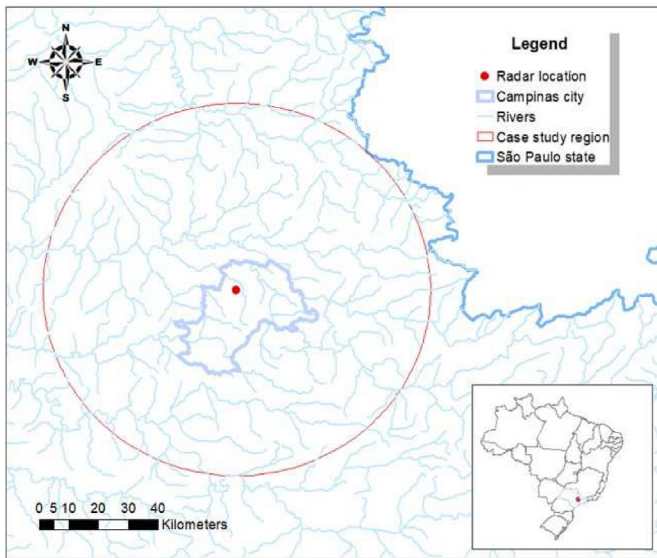 N
W E
S
Legend
Radar location
Campinas city
Rivers
Case study region
São Paulo state
0 5 10 20 30 40
Kilometers